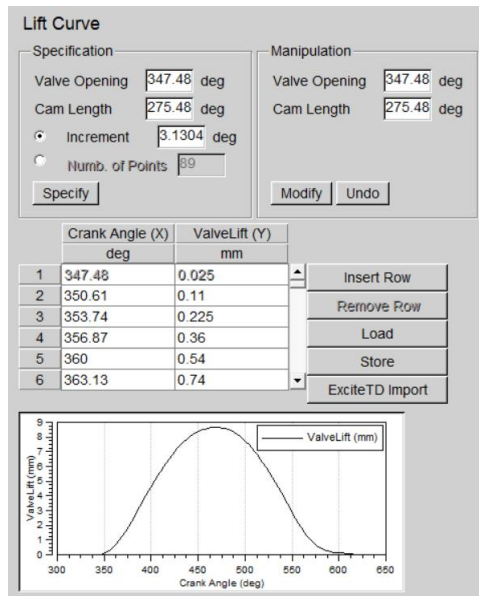 Lift Curve
Specification
Manipulation
Valve Opening 347.48 deg
Valve Opening 347.48 deg
Cam Length 275.48 deg
Cam Length 275.48 deg
Increment 3.1304 deg
Numb. of Points 89
Specify
Modify Undo
Crank Angle (X) ValveLift (Y)
deg mm
1 347.48 0.025
2 350.61 0.11
3 353.74 0.225
4 356.87 0.36
5 360 0.54
6 363.13 0.74
Insert Row
Remove Row
Load
Store
ExciteTD Import
ValveLift (mm)
9
8
7
6
5
4
3
2
1
0
ValveLift (mm)
300 350 400 450 500 550 600 650
Crank Angle (deg)